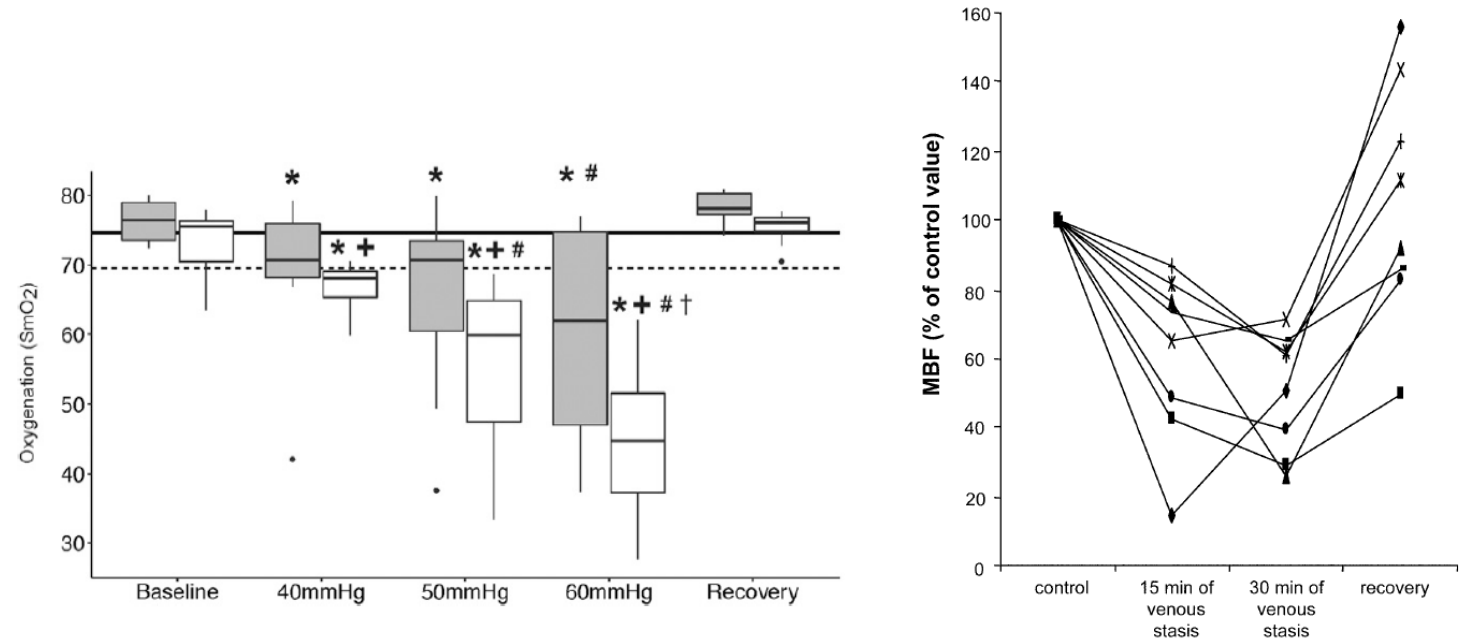 Oxygenation (SmO2)
80
70
60
50
40
30
*
* +
*
* + #
* #
* + # †
Baseline
40mmHg
50mmHg
60mmHg
Recovery
MBF (% of control value)
160
140
120
100
80
60
40
20
0
control
15 min of
venous
stasis
30 min of
venous
stasis
recovery